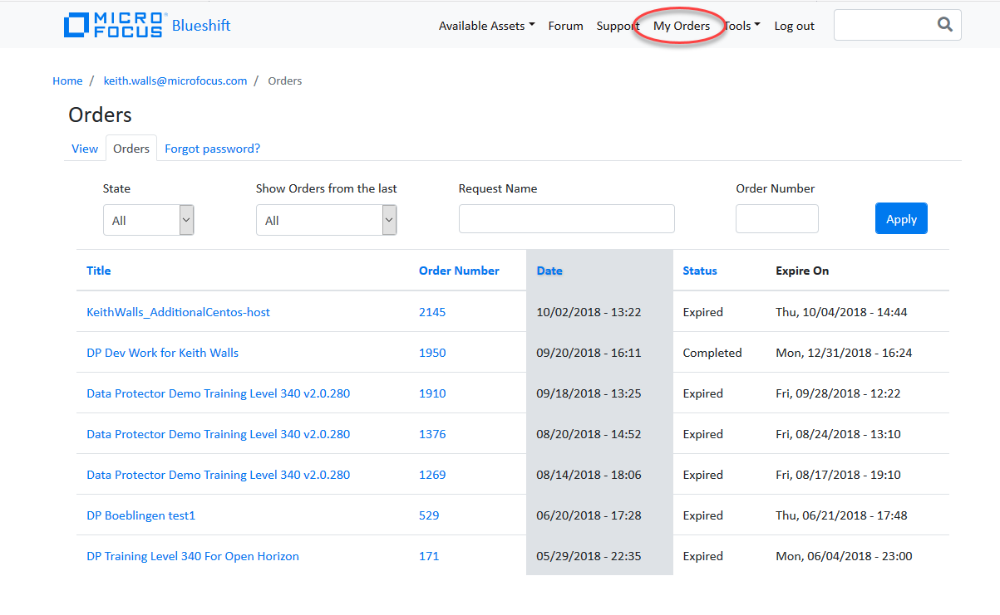 MICRO FOCUS® Blueshift Available Assets Forum Support My Orders Tools Log out
Home / keith.walls@microfocus.com / Orders
Orders
View Orders Forgot password?
State Show Orders from the last Request Name Order Number
All All Apply
Title Order Number Date Status Expire On
KeithWalls_AdditionalCentos-host 2145 10/02/2018 - 13:22 Expired Thu, 10/04/2018 - 14:44
DP Dev Work for Keith Walls 1950 09/20/2018 - 16:11 Completed Mon, 12/31/2018 - 16:24
Data Protector Demo Training Level 340 v2.0.280 1910 09/18/2018 - 13:25 Expired Fri, 09/28/2018 - 12:22
Data Protector Demo Training Level 340 v2.0.280 1376 08/20/2018 - 14:52 Expired Fri, 08/24/2018 - 13:10
Data Protector Demo Training Level 340 v2.0.280 1269 08/14/2018 - 18:06 Expired Fri, 08/17/2018 - 19:10
DP Boeblingen test1 529 06/20/2018 - 17:28 Expired Thu, 06/21/2018 - 17:48
DP Training Level 340 For Open Horizon 171 05/29/2018 - 22:35 Expired Mon, 06/04/2018 - 23:00